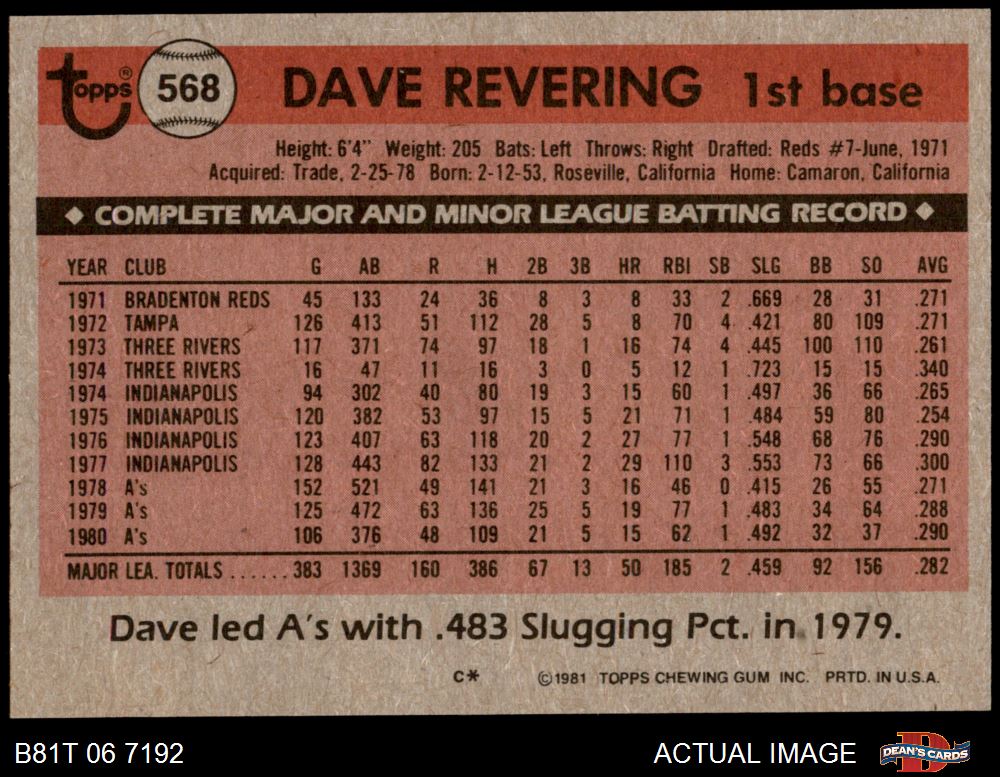 topps® 568 DAVE REVERING 1st base
Height: 6'4" Weight: 205 Bats: Left Throws: Right Drafted: Reds #7-June, 1971
Acquired: Trade, 2-25-78 Born: 2-12-53, Roseville, California Home: Camaron, California
◆ COMPLETE MAJOR AND MINOR LEAGUE BATTING RECORD ◆
YEAR CLUB G AB R H 2B 3B HR RBI SB SLG BB SO AVG
1971 BRADENTON REDS 45 133 24 36 8 3 8 33 2 .669 28 31 .271
1972 TAMPA 126 413 51 112 28 5 8 70 4 .421 80 109 .271
1973 THREE RIVERS 117 371 74 97 18 1 16 74 4 .445 100 110 .261
1974 THREE RIVERS 16 47 11 16 3 0 5 12 1 .723 15 15 .340
1974 INDIANAPOLIS 94 302 40 80 19 3 15 60 1 .497 36 66 .265
1975 INDIANAPOLIS 120 382 53 97 15 5 21 71 1 .484 59 80 .254
1976 INDIANAPOLIS 123 407 63 118 20 2 27 77 1 .548 68 76 .290
1977 INDIANAPOLIS 128 443 82 133 21 2 29 110 3 .553 73 66 .300
1978 A's 152 521 49 141 21 3 16 46 0 .415 26 55 .271
1979 A's 125 472 63 136 25 5 19 77 1 .483 34 64 .288
1980 A's 106 376 48 109 21 5 15 62 1 .492 32 37 .290
MAJOR LEA. TOTALS ......383 1369 160 386 67 13 50 185 2 .459 92 156 .282
Dave led A's with .483 Slugging Pct. in 1979.
C* ©1981 TOPPS CHEWING GUM INC. PRTD. IN U.S.A.
B81T 06 7192 ACTUAL IMAGE DEAN'S CARDS